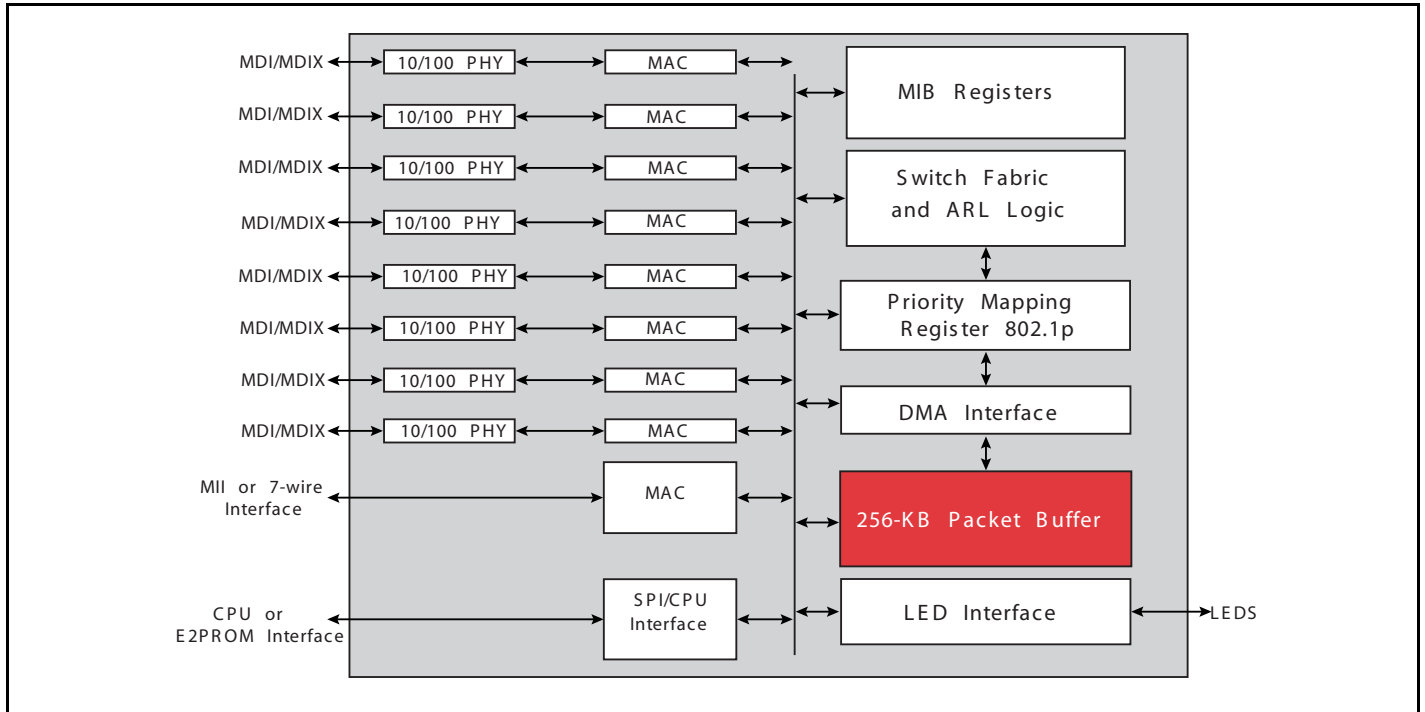 MDI/MDIX 10/100 PHY MAC
MDI/MDIX 10/100 PHY MAC
MDI/MDIX 10/100 PHY MAC
MDI/MDIX 10/100 PHY MAC
MDI/MDIX 10/100 PHY MAC
MDI/MDIX 10/100 PHY MAC
MDI/MDIX 10/100 PHY MAC
MDI/MDIX 10/100 PHY MAC
MII or 7-wire
Interface
MAC
CPU or
E2PROM Interface
SPI/CPU
Interface
MIB Registers
Switch Fabric
and ARL Logic
Priority Mapping
Register 802.1p
DMA Interface
256-KB Packet Buffer
LED Interface
LEDS